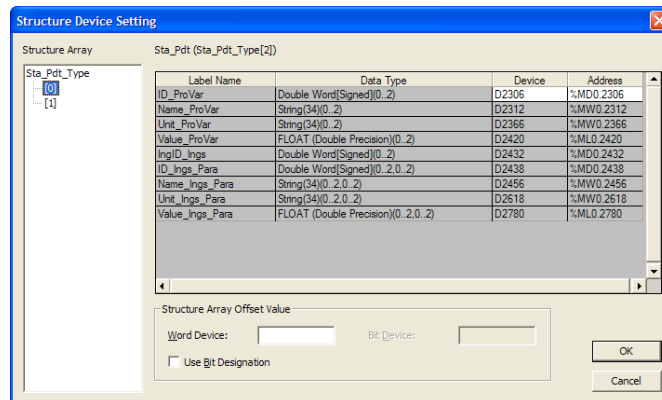 Structure Device Setting
Structure Array
Sta_Pdt (Sta_Pdt_Type[2])
Sta_Pdt_Type
[0]
[1]
Label Name Data Type Device Address
ID_ProVar Double Word[Signed](0..2) D2306 %MD0.2306
Name_ProVar String(34)(0..2) D2312 %MW0.2312
Unit_ProVar String(34)(0..2) D2366 %MW0.2366
Value_ProVar FLOAT (Double Precision)(0..2) D2420 %ML0.2420
IngID_Ings Double Word[Signed](0..2) D2432 %MD0.2432
ID_Ings_Para Double Word[Signed](0..2,0..2) D2438 %MD0.2438
Name_Ings_Para String(34)(0..2,0..2) D2456 %MW0.2456
Unit_Ings_Para String(34)(0..2,0..2) D2618 %MW0.2618
Value_Ings_Para FLOAT (Double Precision)(0..2,0..2) D2780 %ML0.2780
Structure Array Offset Value
Word Device: Bit Device:
Use Bit Designation
OK
Cancel